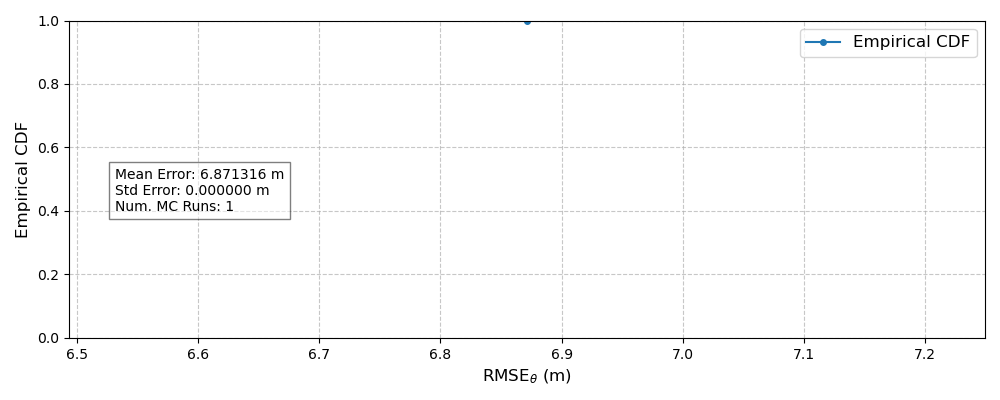 Empirical CDF
1.0
0.8
0.6
0.4
0.2
0.0
Empirical CDF
Mean Error: 6.871316 m
Std Error: 0.000000 m
Num. MC Runs: 1
6.5 6.6 6.7 6.8 6.9 7.0 7.1 7.2
RMSE_θ (m)